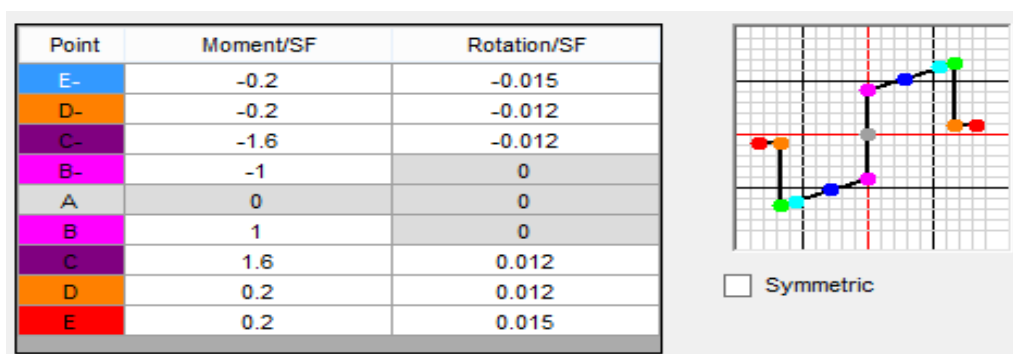 Point Moment/SF Rotation/SF
E- -0.2 -0.015
D- -0.2 -0.012
C- -1.6 -0.012
B- -1 0
A 0 0
B 1 0
C 1.6 0.012
D 0.2 0.012
E 0.2 0.015
Symmetric